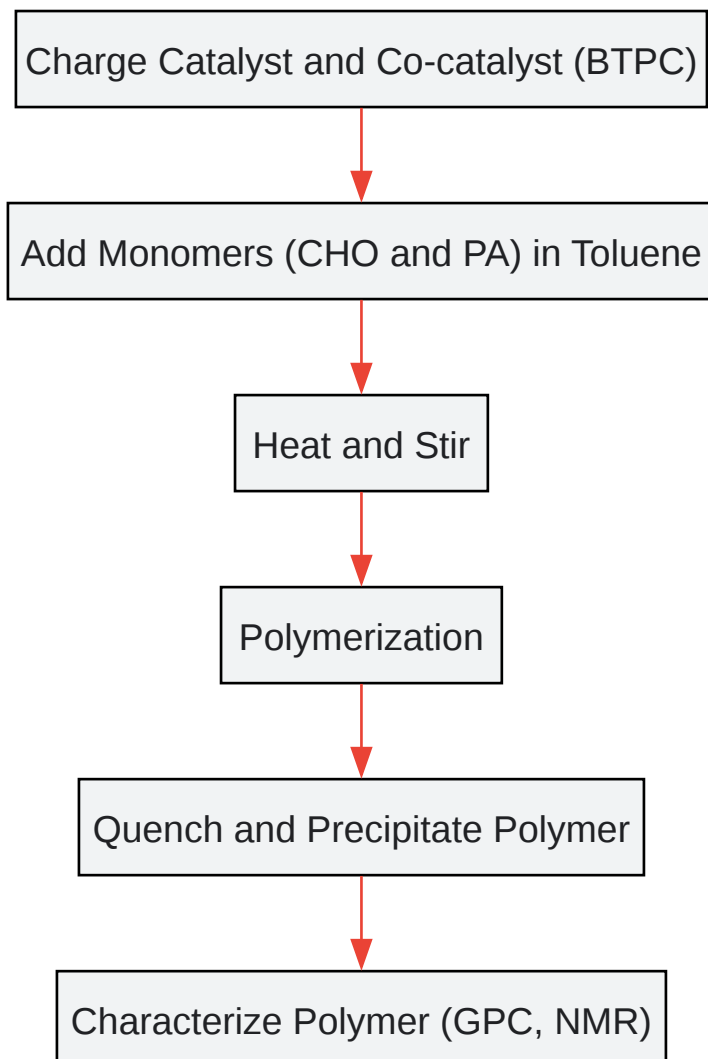 Charge Catalyst and Co-catalyst (BTPC)
Add Monomers (CHO and PA) in Toluene
Heat and Stir
Polymerization
Quench and Precipitate Polymer
Characterize Polymer (GPC, NMR)